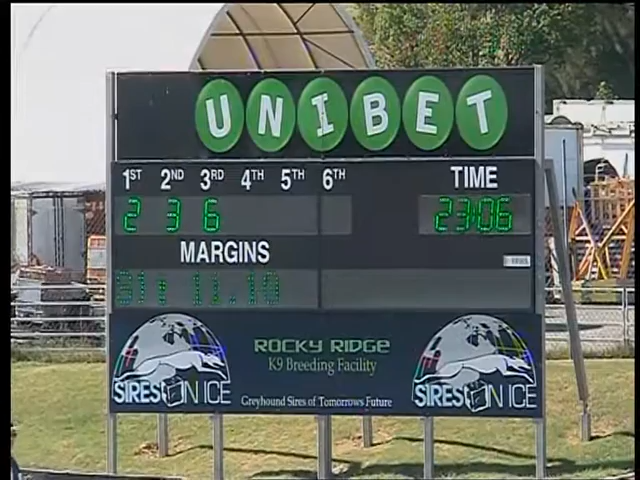 UNIBET
1ST 2ND 3RD 4TH 5TH 6TH TIME
2 3 6 23:06
MARGINS
ROCKY RIDGE
K9 Breeding Facility
SIRES ON ICE
Greyhound Sires of Tomorrows Future
SIRES ON ICE